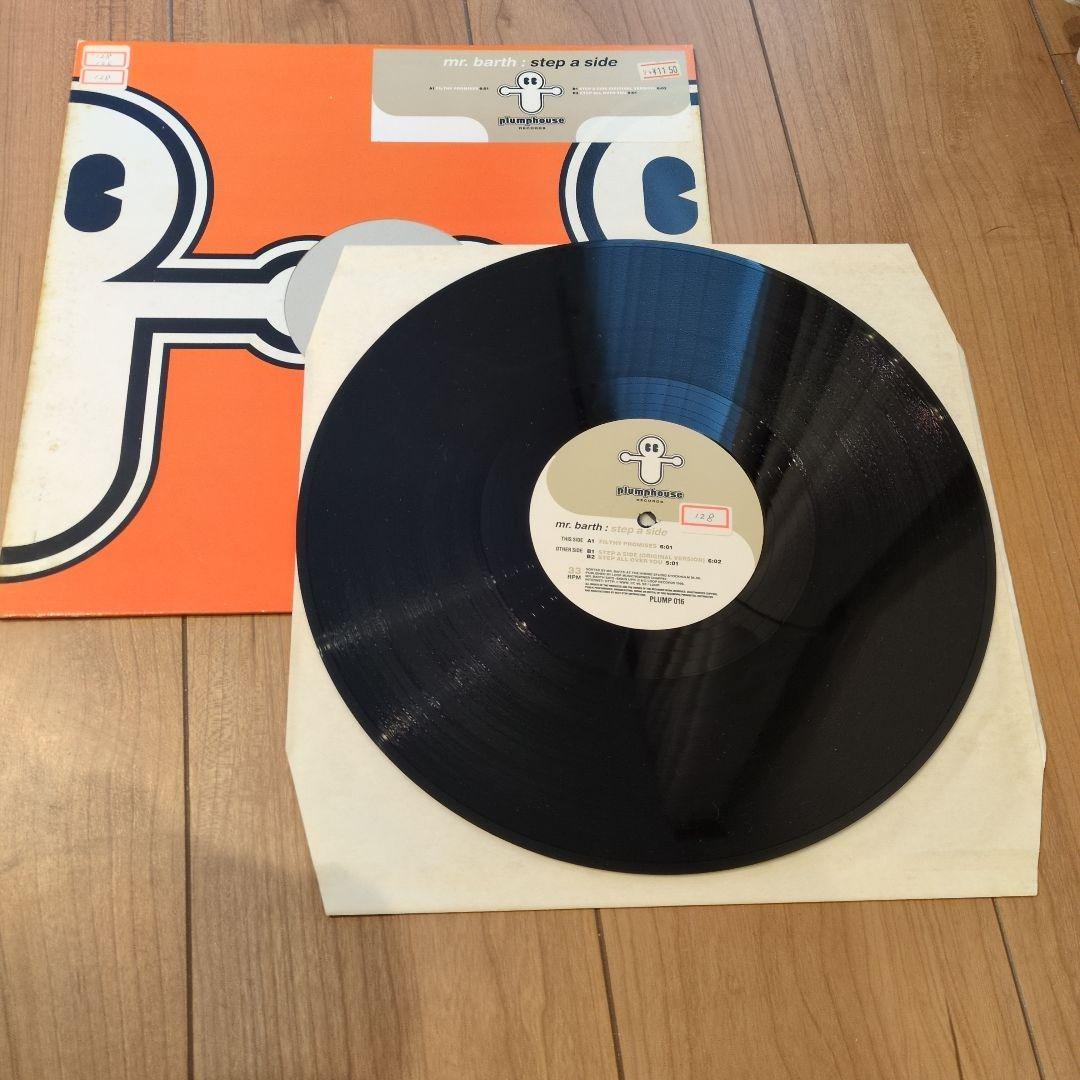 128
128
mr. barth : step a side
¥1150
A1 FILTHY PROMISES 6:01
B1 STEP A SIDE (ORIGINAL VERSION) 6:02
B2 STEP ALL OVER YOU 5:01
plumphouse
RECORDS
plumphouse
RECORDS
128
mr. barth : step a side
THIS SIDE A1 FILTHY PROMISES 6:01
OTHER SIDE B1 STEP A SIDE (ORIGINAL VERSION) 6:02
B2 STEP ALL OVER YOU 5:01
33
RPM
PLUMP 016